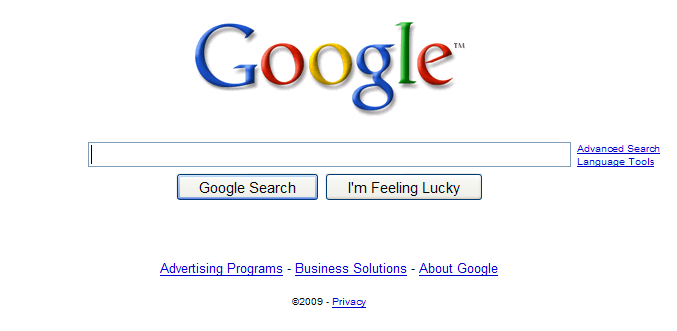 Google™
Advanced Search
Language Tools
Google Search
I'm Feeling Lucky
Advertising Programs - Business Solutions - About Google
©2009 - Privacy